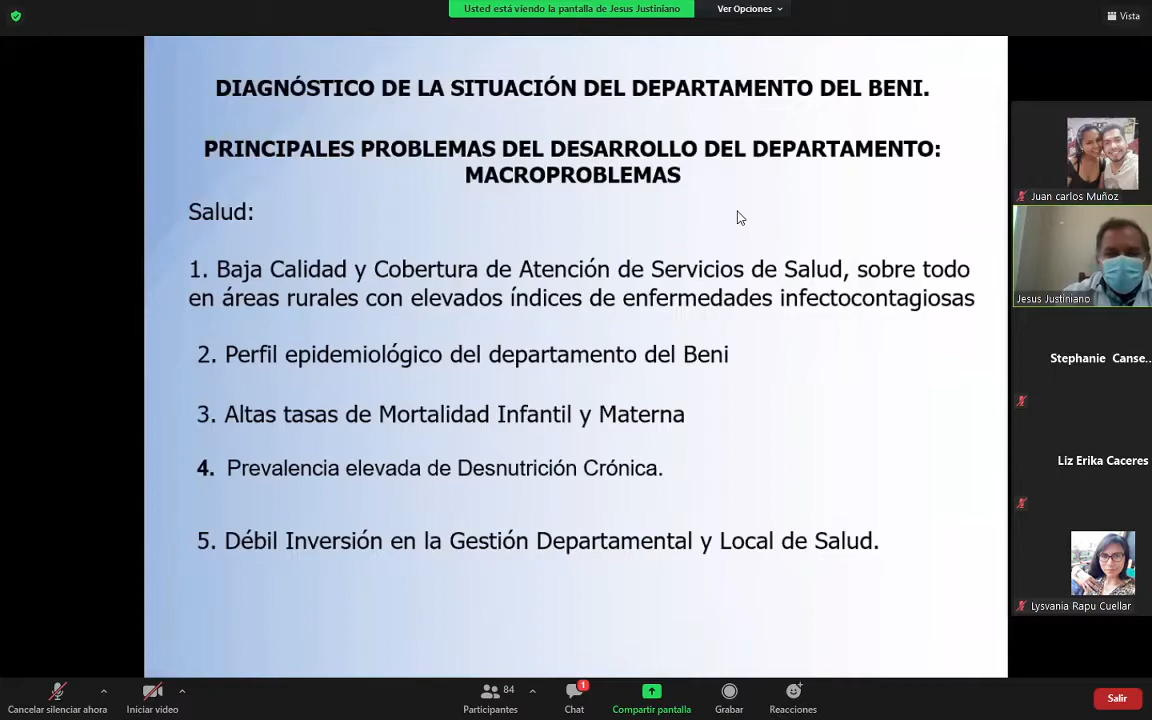 Usted está viendo la pantalla de Jesus Justiniano
Ver Opciones
Vista
DIAGNÓSTICO DE LA SITUACIÓN DEL DEPARTAMENTO DEL BENI.
PRINCIPALES PROBLEMAS DEL DESARROLLO DEL DEPARTAMENTO:
MACROPROBLEMAS
Salud:
1. Baja Calidad y Cobertura de Atención de Servicios de Salud, sobre todo
en áreas rurales con elevados índices de enfermedades infectocontagiosas
2. Perfil epidemiológico del departamento del Beni
3. Altas tasas de Mortalidad Infantil y Materna
4. Prevalencia elevada de Desnutrición Crónica.
5. Débil Inversión en la Gestión Departamental y Local de Salud.
Juan carlos Muñoz
Jesus Justiniano
Stephanie Canse...
Liz Erika Caceres
Lysvania Rapu Cuellar
Cancelar silenciar ahora
Iniciar video
84
Participantes
1
Chat
Compartir pantalla
Grabar
Reacciones
Salir